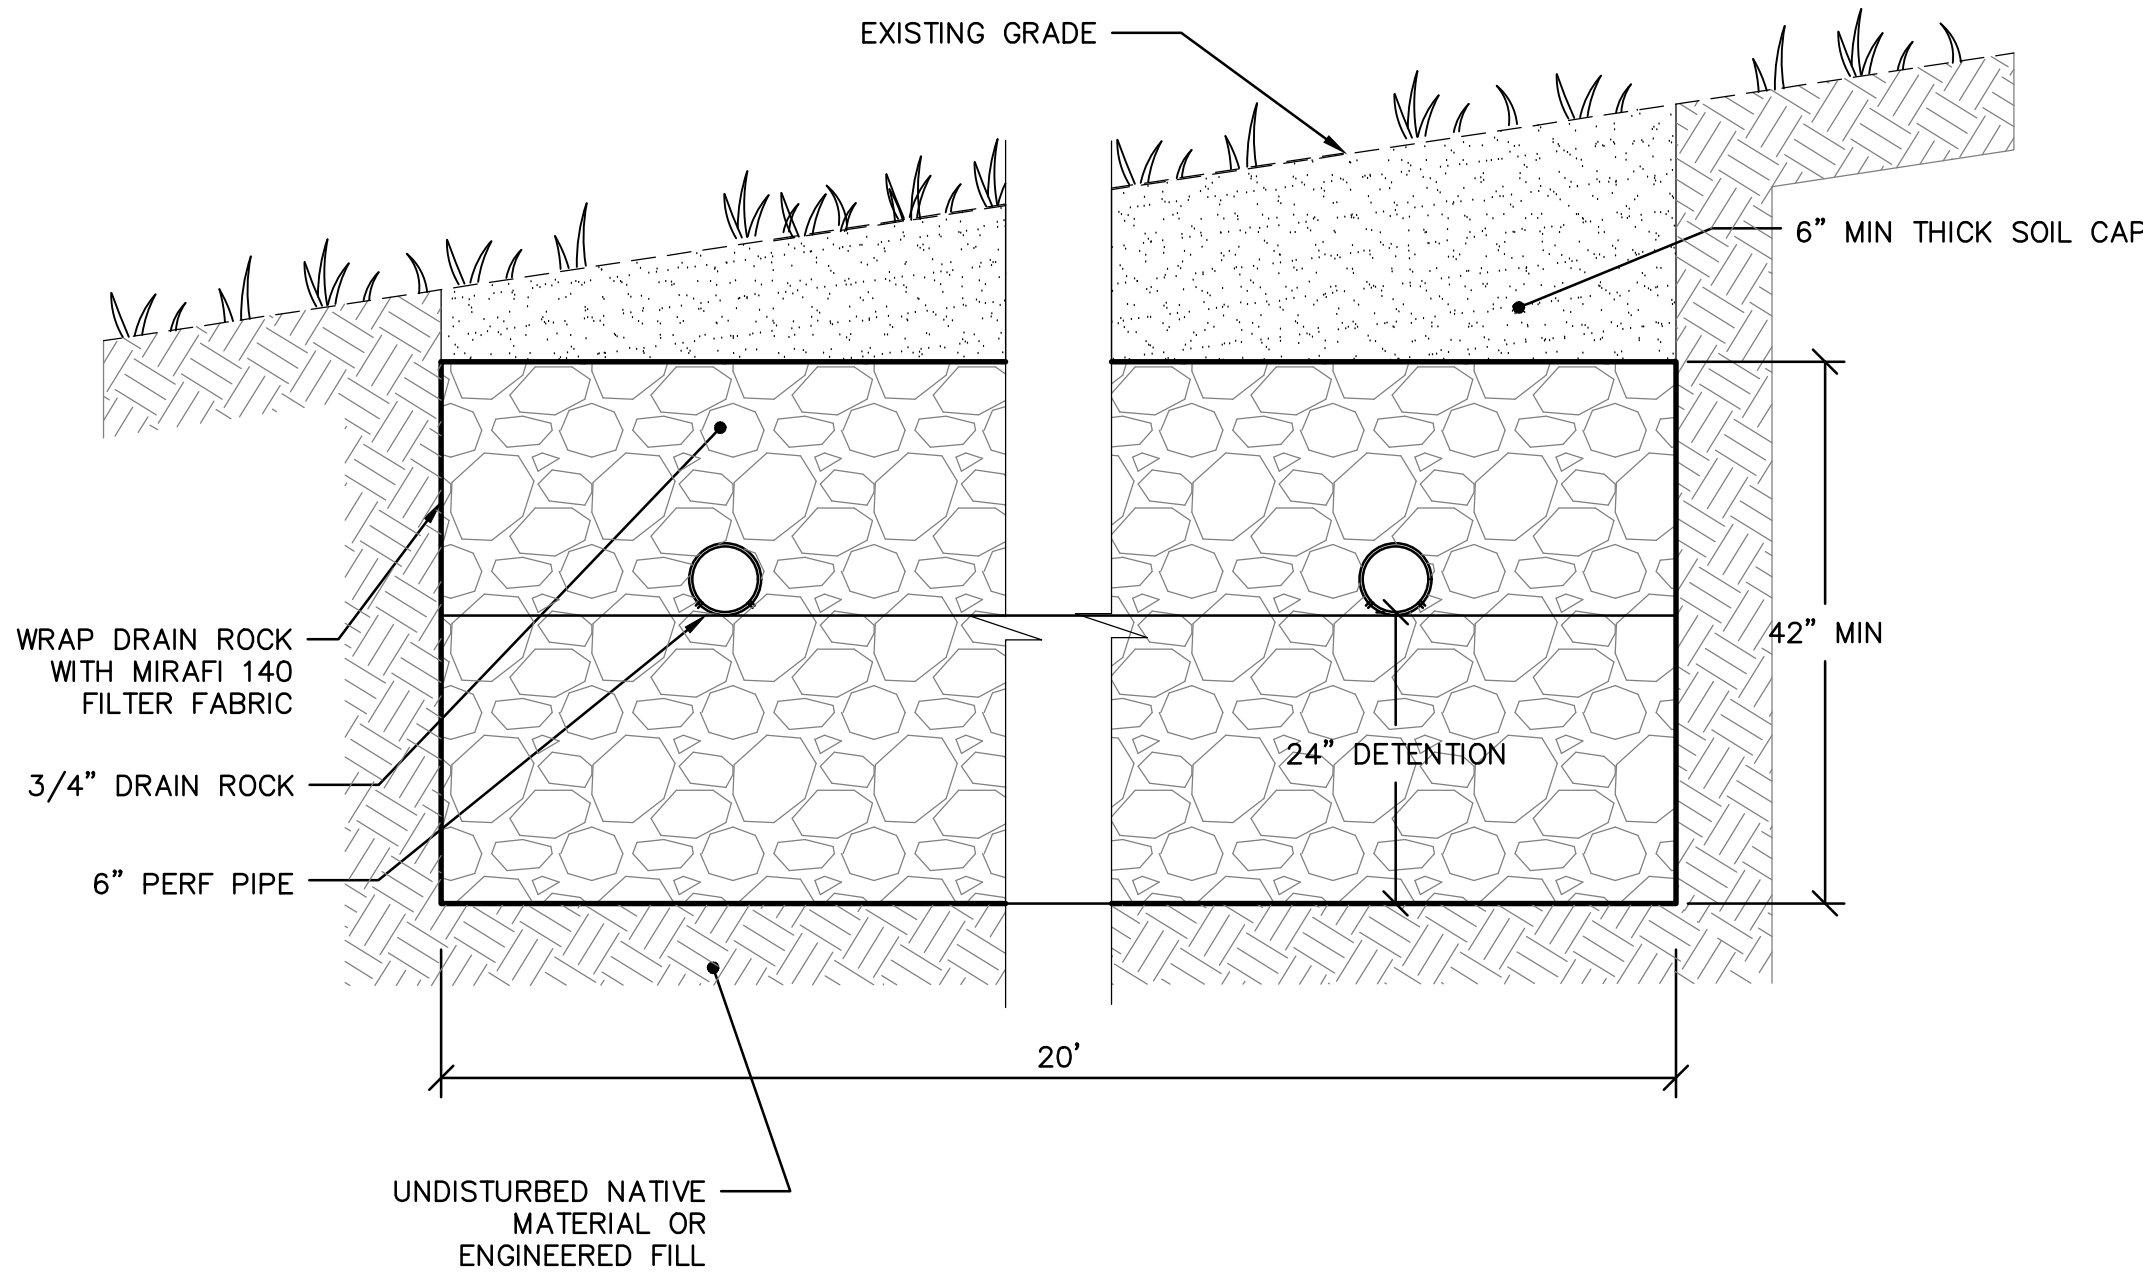 EXISTING GRADE
6” MIN THICK SOIL CAP
WRAP DRAIN ROCK
WITH MIRAFI 140
FILTER FABRIC
42” MIN
24” DETENTION
3/4” DRAIN ROCK
6” PERF PIPE
20’
UNDISTURBED NATIVE
MATERIAL OR
ENGINEERED FILL